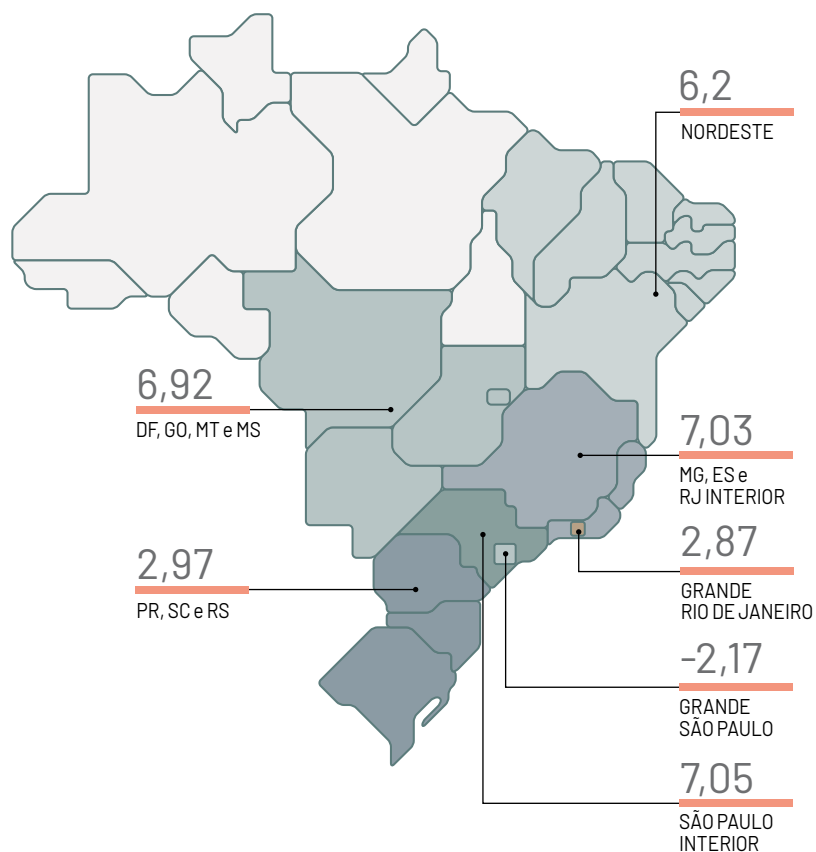 6,2
NORDESTE
6,92
DF, GO, MT e MS
7,03
MG, ES e
RJ INTERIOR
2,87
GRANDE
RIO DE JANEIRO
2,97
PR, SC e RS
-2,17
GRANDE
SÃO PAULO
7,05
SÃO PAULO
INTERIOR